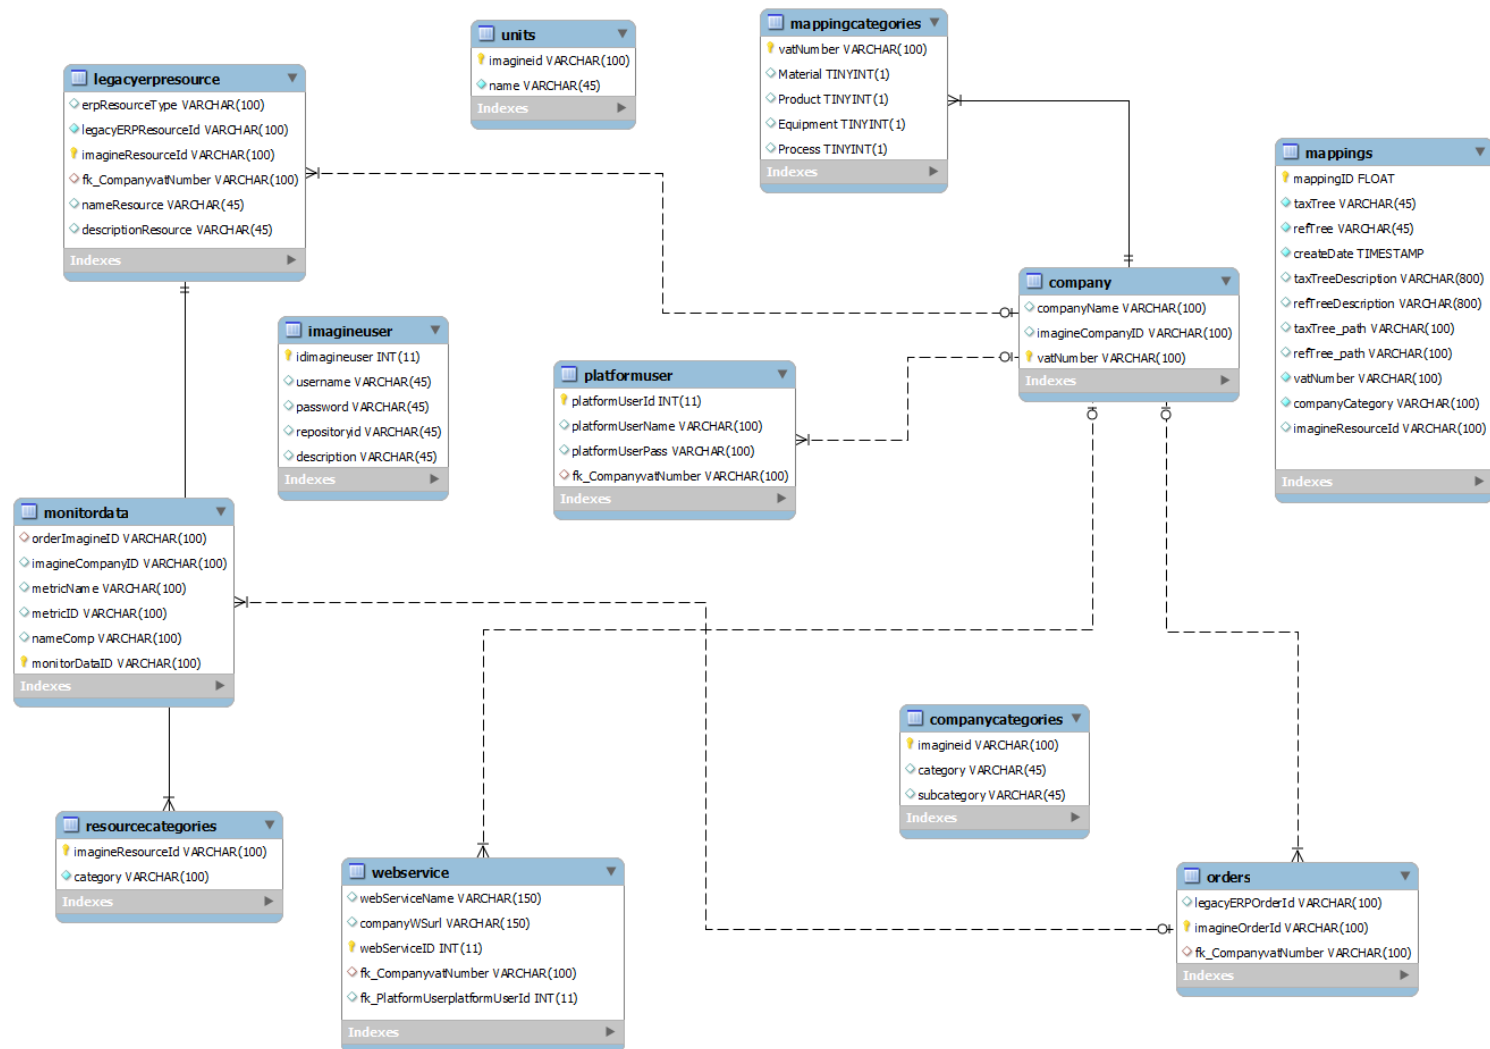 units
imagineid VARCHAR(100)
name VARCHAR(45)
Indexes
mappingcategories
vatNumber VARCHAR(100)
Material TINYINT(1)
Product TINYINT(1)
Equipment TINYINT(1)
Process TINYINT(1)
Indexes
legacyerpresource
erpResourceType VARCHAR(100)
legacyERPResourceId VARCHAR(100)
imagineResourceId VARCHAR(100)
fk_CompanyvatNumber VARCHAR(100)
nameResource VARCHAR(45)
descriptionResource VARCHAR(45)
Indexes
mappings
mappingID FLOAT
taxTree VARCHAR(45)
refTree VARCHAR(45)
createDate TIMESTAMP
taxTreeDescription VARCHAR(800)
refTreeDescription VARCHAR(800)
taxTree_path VARCHAR(100)
refTree_path VARCHAR(100)
vatNumber VARCHAR(100)
companyCategory VARCHAR(100)
imagineResourceId VARCHAR(100)
Indexes
company
companyName VARCHAR(100)
imagineCompanyID VARCHAR(100)
vatNumber VARCHAR(100)
Indexes
imagineuser
idimagineuser INT(11)
username VARCHAR(45)
password VARCHAR(45)
repositoryid VARCHAR(45)
description VARCHAR(45)
Indexes
platformuser
platformUserId INT(11)
platformUserName VARCHAR(100)
platformUserPass VARCHAR(100)
fk_CompanyvatNumber VARCHAR(100)
Indexes
monitordata
orderImagineID VARCHAR(100)
imagineCompanyID VARCHAR(100)
metricName VARCHAR(100)
metricID VARCHAR(100)
nameComp VARCHAR(100)
monitorDataID VARCHAR(100)
Indexes
companycategories
imagineid VARCHAR(100)
category VARCHAR(45)
subcategory VARCHAR(45)
Indexes
resourcecategories
imagineResourceId VARCHAR(100)
category VARCHAR(100)
Indexes
webservice
webServiceName VARCHAR(150)
companyWSurl VARCHAR(150)
webServiceID INT(11)
fk_CompanyvatNumber VARCHAR(100)
fk_PlatformUserplatformUserId INT(11)
Indexes
orders
legacyERPOrderId VARCHAR(100)
imagineOrderId VARCHAR(100)
fk_CompanyvatNumber VARCHAR(100)
Indexes